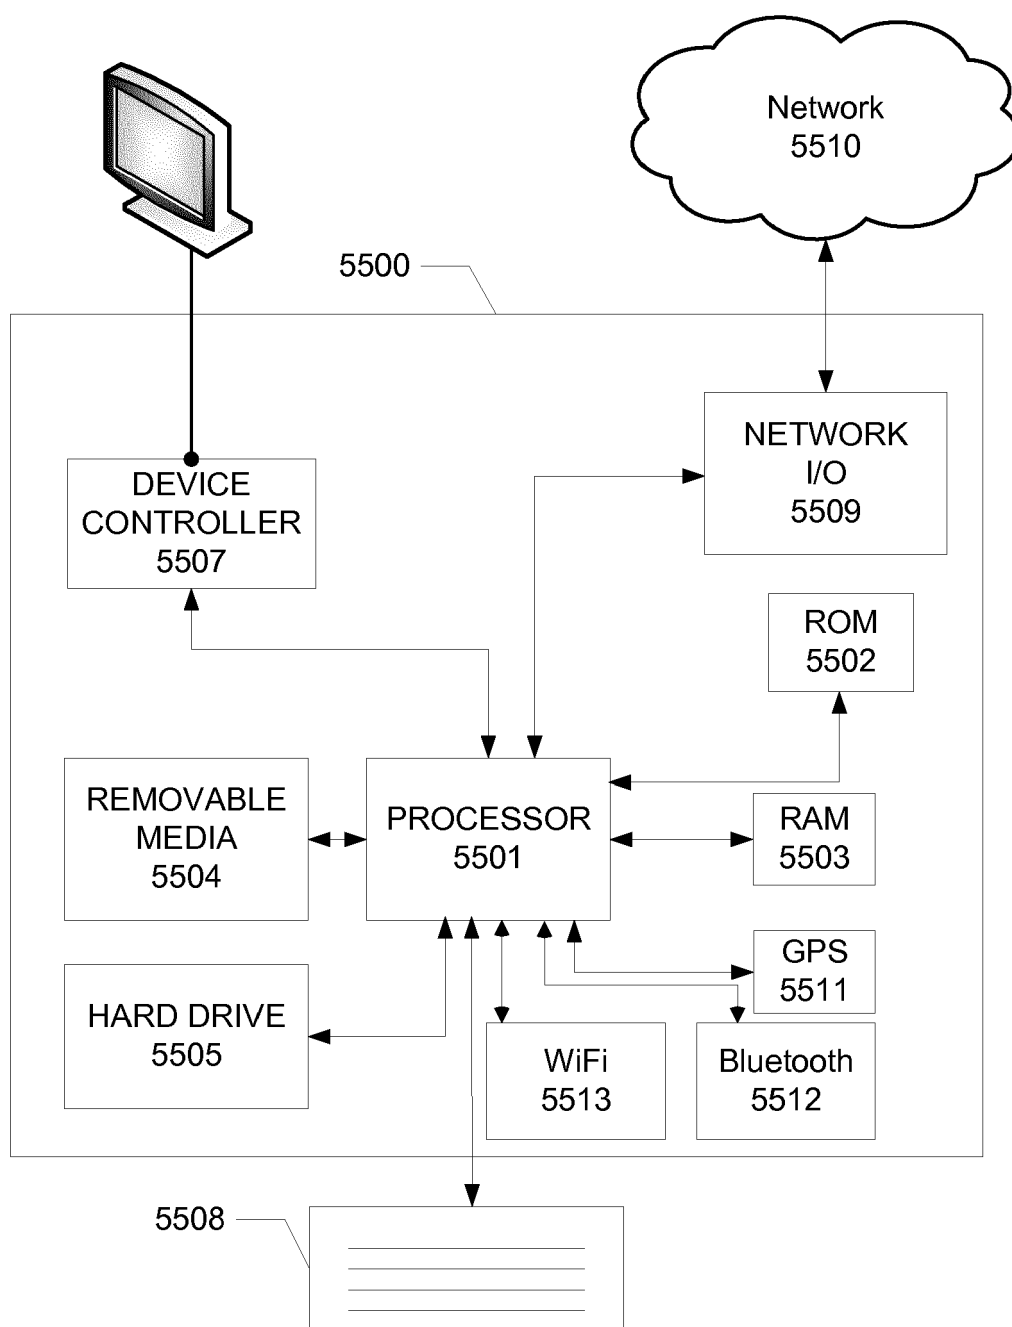 Network
5510
5500
NETWORK
I/O
5509
DEVICE
CONTROLLER
5507
ROM
5502
REMOVABLE
MEDIA
5504
PROCESSOR
5501
RAM
5503
GPS
5511
HARD DRIVE
5505
WiFi
5513
Bluetooth
5512
5508